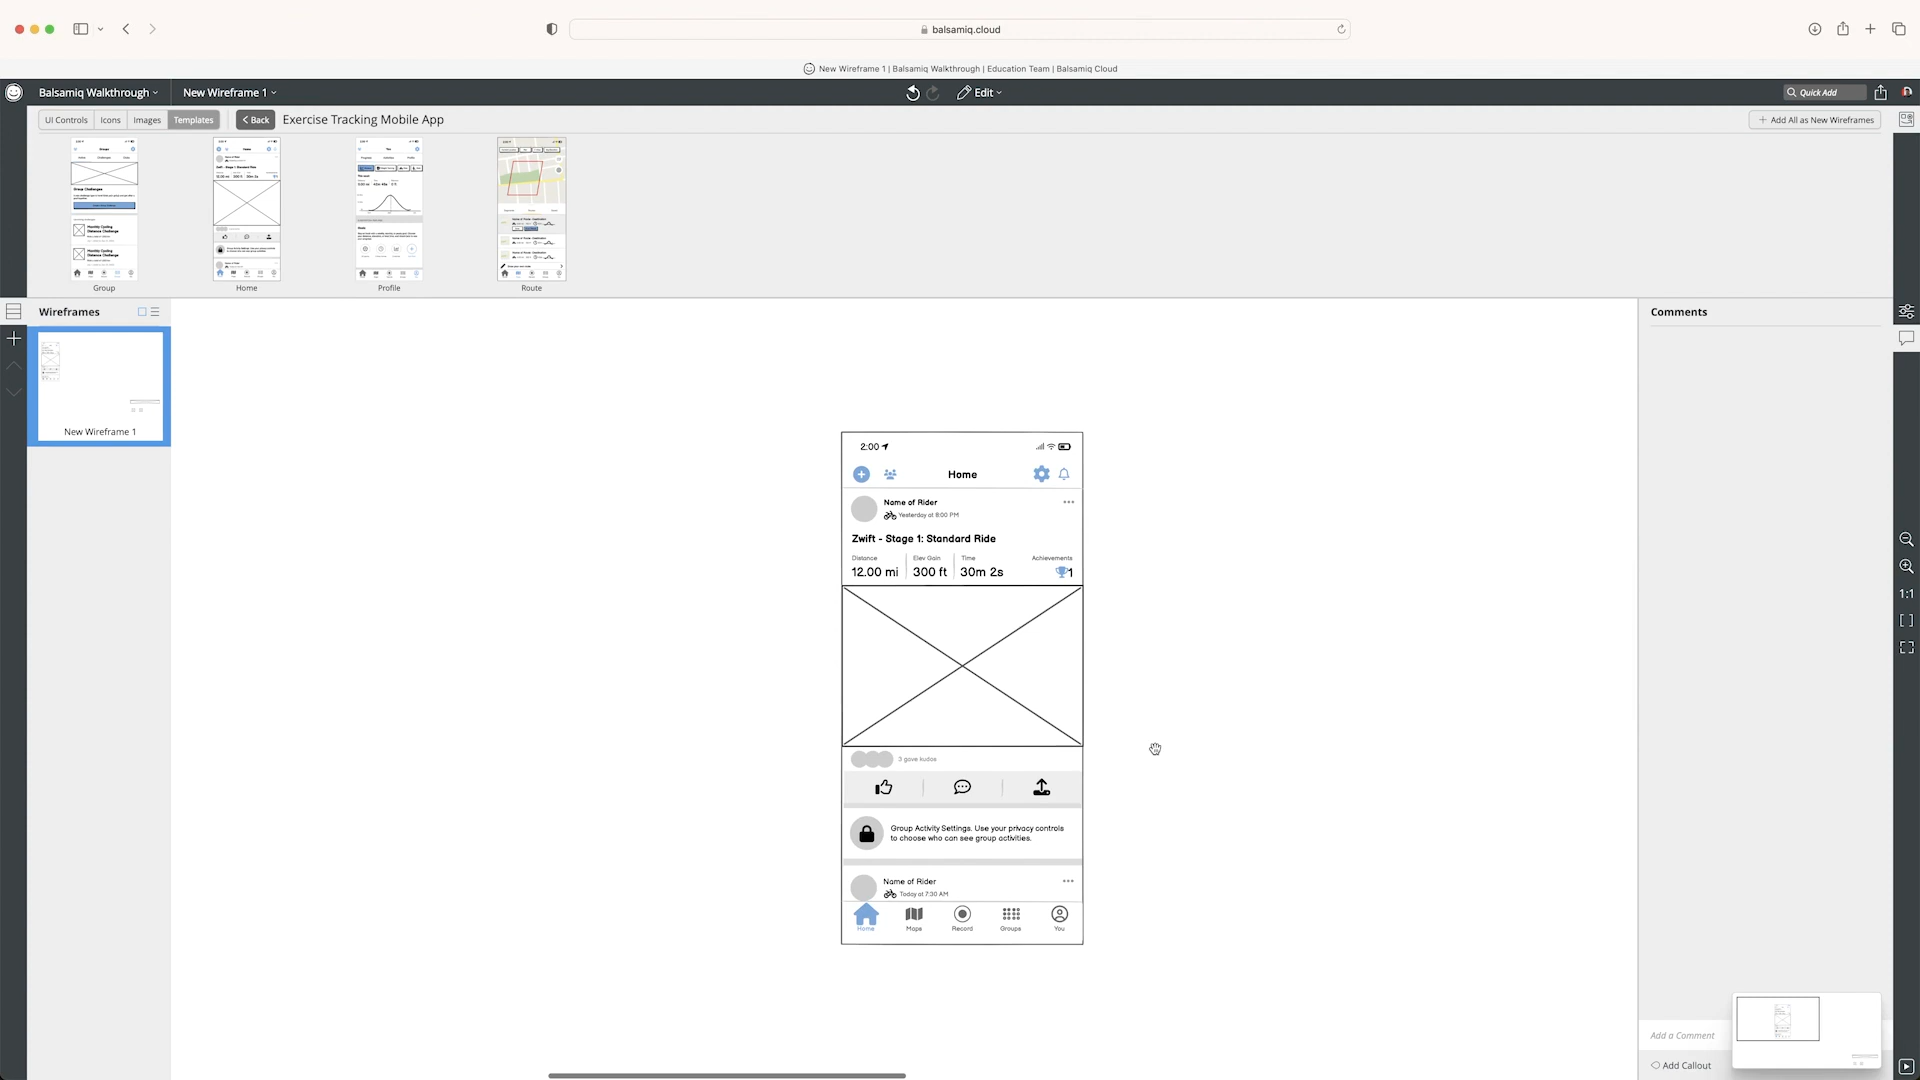 balsamiq.cloud
New Wireframe 1 | Balsamiq Walkthrough | Education Team | Balsamiq Cloud
Balsamiq Walkthrough
New Wireframe 1
Edit
Quick Add
UI Controls
Icons
Images
Templates
Back
Exercise Tracking Mobile App
Add All as New Wireframes
Group
Home
Profile
Route
Wireframes
New Wireframe 1
2:00
Home
Name of Rider
Yesterday at 8:00 PM
Zwift - Stage 1: Standard Ride
Distance
Elev Gain
Time
Achievements
12.00 mi
300 ft
30m 2s
1
3 gave kudos
Group Activity Settings. Use your privacy controls
to choose who can see group activities.
Name of Rider
Today at 7:30 AM
Home
Maps
Record
Groups
You
Comments
1:1
Add a Comment
Add Callout